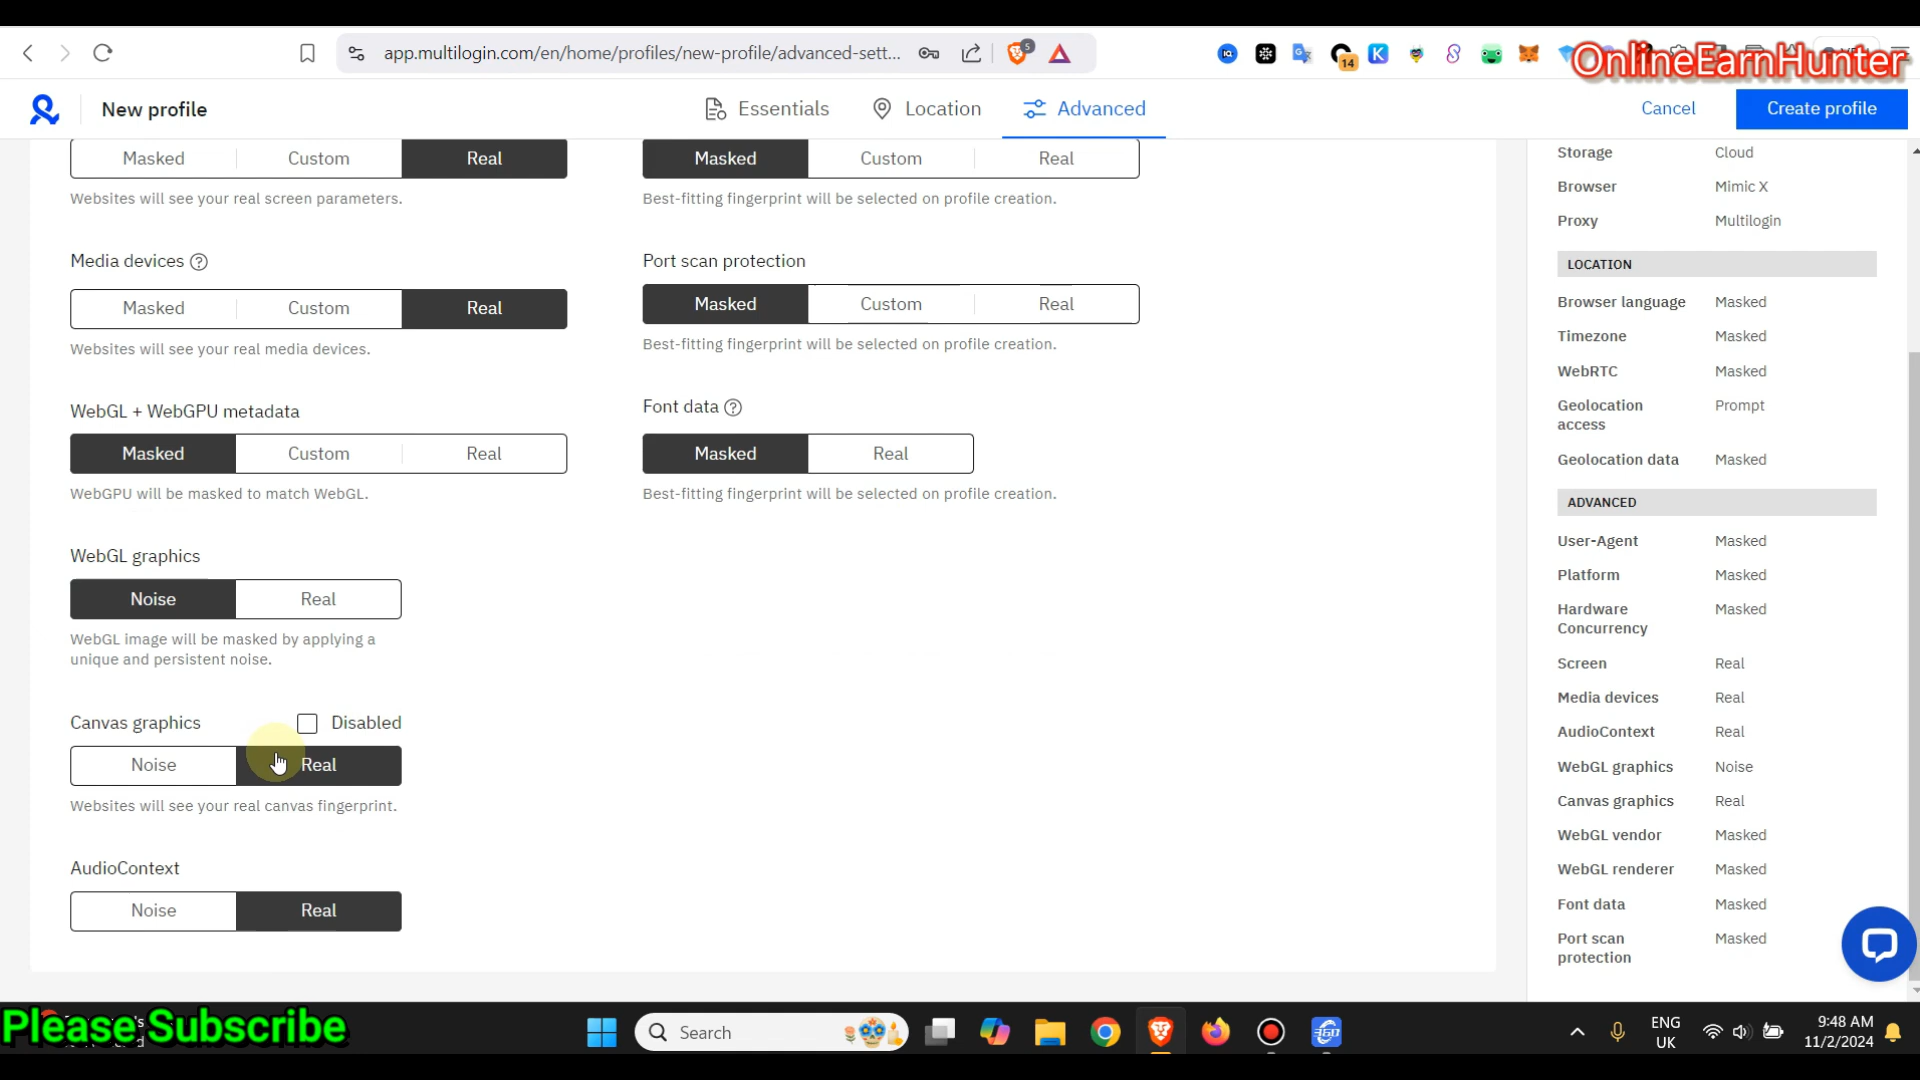 app.multilogin.com/en/home/profiles/new-profile/advanced-sett...
5
14
OnlineEarnHunter
New profile
Essentials
Location
Advanced
Cancel
Create profile
Masked Custom Real
Websites will see your real screen parameters.
Masked Custom Real
Best-fitting fingerprint will be selected on profile creation.
Media devices ?
Masked Custom Real
Websites will see your real media devices.
Port scan protection
Masked Custom Real
Best-fitting fingerprint will be selected on profile creation.
WebGL + WebGPU metadata
Masked Custom Real
WebGPU will be masked to match WebGL.
Font data ?
Masked Real
Best-fitting fingerprint will be selected on profile creation.
WebGL graphics
Noise Real
WebGL image will be masked by applying a
unique and persistent noise.
Canvas graphics Disabled
Noise Real
Websites will see your real canvas fingerprint.
AudioContext
Noise Real
Storage Cloud
Browser Mimic X
Proxy Multilogin
LOCATION
Browser language Masked
Timezone Masked
WebRTC Masked
Geolocation access Prompt
Geolocation data Masked
ADVANCED
User-Agent Masked
Platform Masked
Hardware Concurrency Masked
Screen Real
Media devices Real
AudioContext Real
WebGL graphics Noise
Canvas graphics Real
WebGL vendor Masked
WebGL renderer Masked
Font data Masked
Port scan protection Masked
Please Subscribe
Search
ENG
UK
9:48 AM
11/2/2024